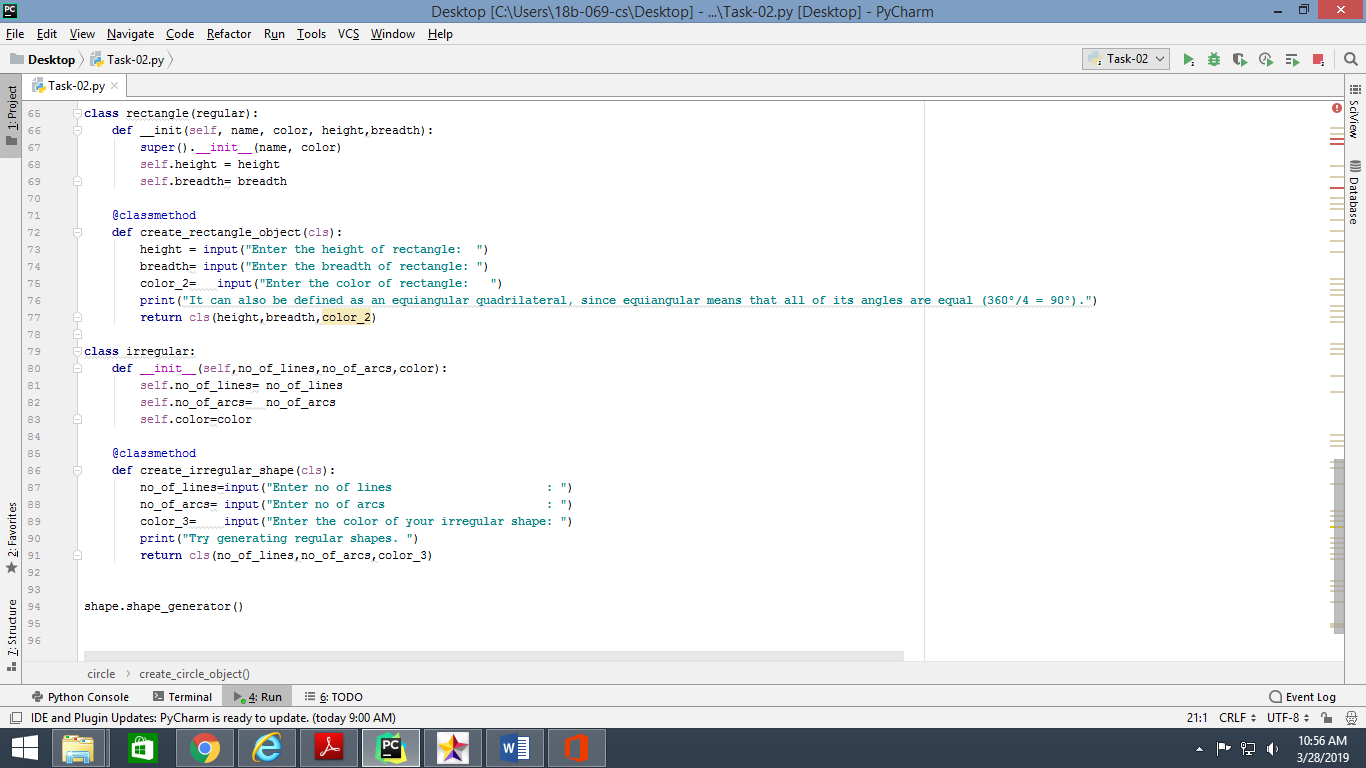 PC
Desktop [C:\Users\18b-069-cs\Desktop] - ...\Task-02.py [Desktop] - PyCharm
File Edit View Navigate Code Refactor Run Tools VCS Window Help
Desktop Task-02.py Task-02
Task-02.py
1: Project
2: Favorites
7: Structure
65 class rectangle(regular):
66     def __init(self, name, color, height,breadth):
67         super().__init__(name, color)
68         self.height = height
69         self.breadth= breadth
70
71     @classmethod
72     def create_rectangle_object(cls):
73         height = input("Enter the height of rectangle:  ")
74         breadth= input("Enter the breadth of rectangle: ")
75         color_2=   input("Enter the color of rectangle:   ")
76         print("It can also be defined as an equiangular quadrilateral, since equiangular means that all of its angles are equal (360°/4 = 90°).")
77         return cls(height,breadth,color_2)
78
79 class irregular:
80     def __init__(self,no_of_lines,no_of_arcs,color):
81         self.no_of_lines= no_of_lines
82         self.no_of_arcs=  no_of_arcs
83         self.color=color
84
85     @classmethod
86     def create_irregular_shape(cls):
87         no_of_lines=input("Enter no of lines                      : ")
88         no_of_arcs= input("Enter no of arcs                       : ")
89         color_3=    input("Enter the color of your irregular shape: ")
90         print("Try generating regular shapes. ")
91         return cls(no_of_lines,no_of_arcs,color_3)
92
93
94 shape.shape_generator()
95
96
SciView
Database
circle create_circle_object()
Python Console Terminal 4: Run 6: TODO Event Log
IDE and Plugin Updates: PyCharm is ready to update. (today 9:00 AM) 21:1 CRLF UTF-8
PC
10:56 AM
3/28/2019